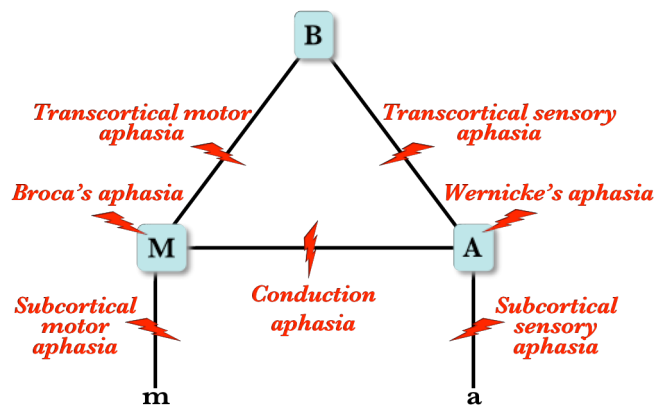 B
Transcortical motor
aphasia
Transcortical sensory
aphasia
Broca's aphasia
Wernicke's aphasia
M
A
Conduction
aphasia
Subcortical
motor
aphasia
Subcortical
sensory
aphasia
m
a